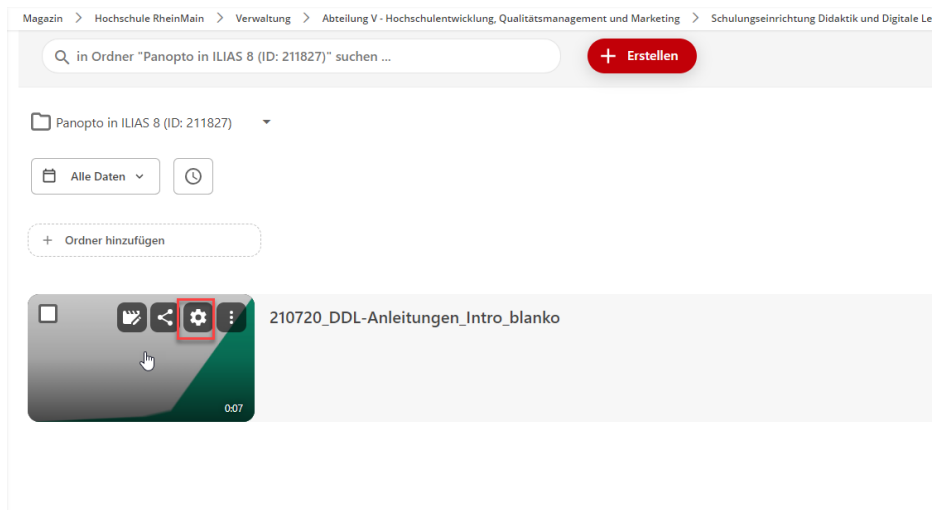 Magazin > Hochschule RheinMain > Verwaltung > Abteilung V - Hochschulentwicklung, Qualitätsmanagement und Marketing > Schulungseinrichtung Didaktik und Digitale Le
in Ordner "Panopto in ILIAS 8 (ID: 211827)" suchen ...
+ Erstellen
Panopto in ILIAS 8 (ID: 211827)
Alle Daten
+ Ordner hinzufügen
210720_DDL-Anleitungen_Intro_blanko
0:07